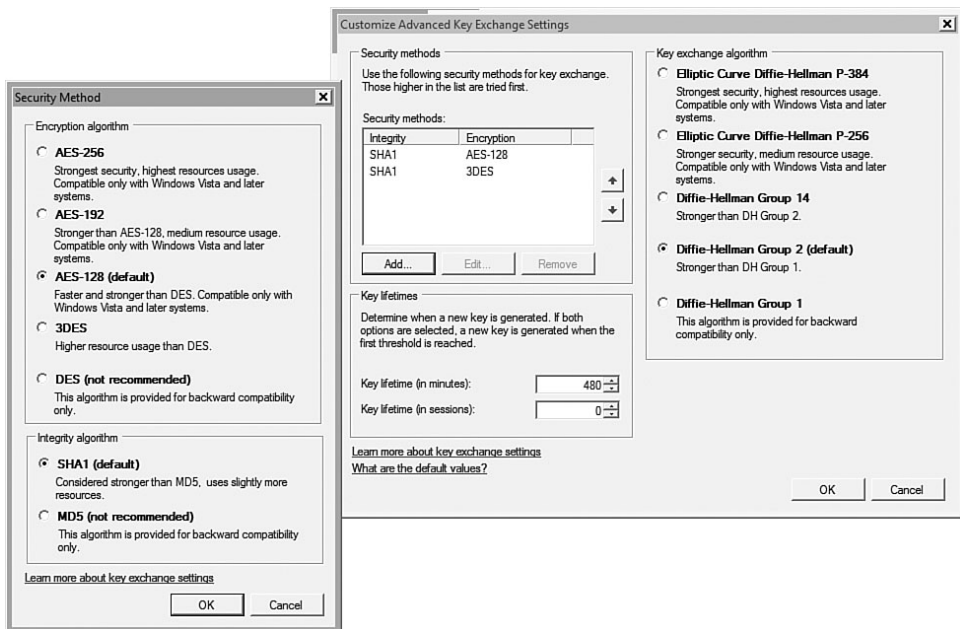 Security Method
Encryption algorithm
AES-256
Strongest security, highest resources usage.
Compatible only with Windows Vista and later
systems.
AES-192
Stronger than AES-128, medium resource usage.
Compatible only with Windows Vista and later
systems.
AES-128 (default)
Faster and stronger than DES. Compatible only with
Windows Vista and later systems.
3DES
Higher resource usage than DES.
DES (not recommended)
This algorithm is provided for backward compatibility
only.
Integrity algorithm
SHA1 (default)
Considered stronger than MD5, uses slightly more
resources.
MD5 (not recommended)
This algorithm is provided for backward compatibility
only.
Learn more about key exchange settings
OK Cancel
Customize Advanced Key Exchange Settings
Security methods
Use the following security methods for key exchange.
Those higher in the list are tried first.
Security methods:
Integrity Encryption
SHA1 AES-128
SHA1 3DES
Add... Edit... Remove
Key lifetimes
Determine when a new key is generated. If both
options are selected, a new key is generated when the
first threshold is reached.
Key lifetime (in minutes): 480
Key lifetime (in sessions): 0
Learn more about key exchange settings
What are the default values?
Key exchange algorithm
Elliptic Curve Diffie-Hellman P-384
Strongest security, highest resources usage.
Compatible only with Windows Vista and later
systems.
Elliptic Curve Diffie-Hellman P-256
Stronger security, medium resource usage.
Compatible only with Windows Vista and later
systems.
Diffie-Hellman Group 14
Stronger than DH Group 2.
Diffie-Hellman Group 2 (default)
Stronger than DH Group 1.
Diffie-Hellman Group 1
This algorithm is provided for backward
compatibility only.
OK Cancel